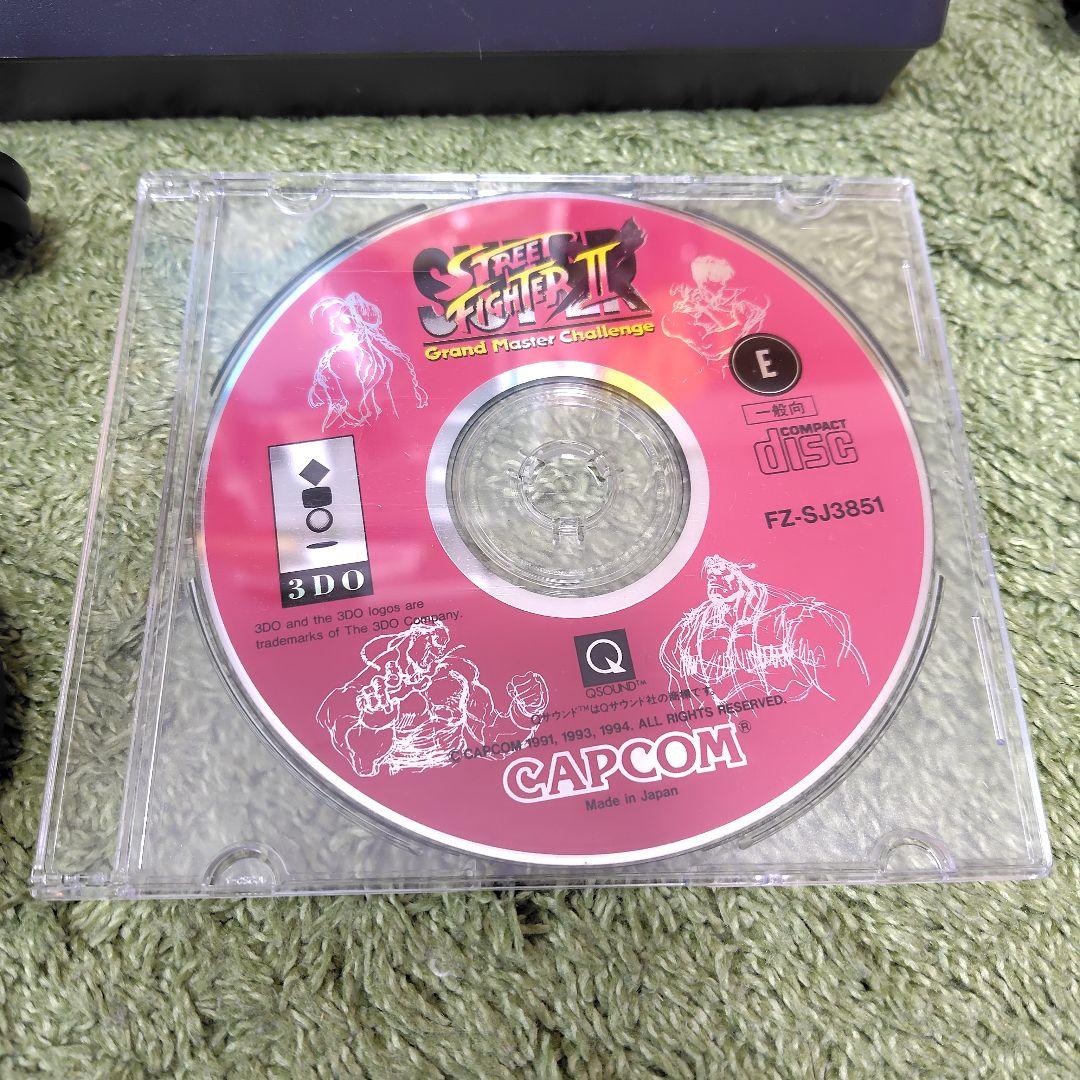 SUPER
STREET
FIGHTER II X
Grand Master Challenge
E
一般向
COMPACT
disc
FZ-SJ3851
3DO
3DO and the 3DO logos are
trademarks of The 3DO Company.
Q
QSOUND™
Qサウンド™はQサウンド社の商標です。
© CAPCOM 1991, 1993, 1994. ALL RIGHTS RESERVED.
CAPCOM®
Made in Japan